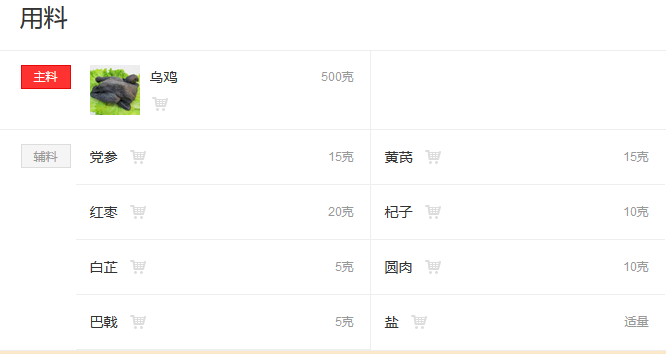 用料
主料 乌鸡 500克
辅料 党参 15克 黄芪 15克
红枣 20克 杞子 10克
白芷 5克 圆肉 10克
巴戟 5克 盐 适量